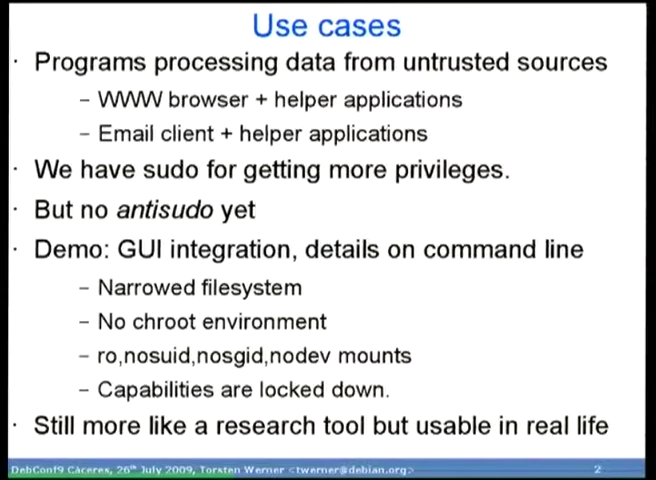 Use cases
· Programs processing data from untrusted sources
– WWW browser + helper applications
– Email client + helper applications
· We have sudo for getting more privileges.
· But no antisudo yet
· Demo: GUI integration, details on command line
– Narrowed filesystem
– No chroot environment
– ro,nosuid,nosgid,nodev mounts
– Capabilities are locked down.
· Still more like a research tool but usable in real life
DebConf9 Cáceres, 26th July 2009, Torsten Werner <twerner@debian.org> 2